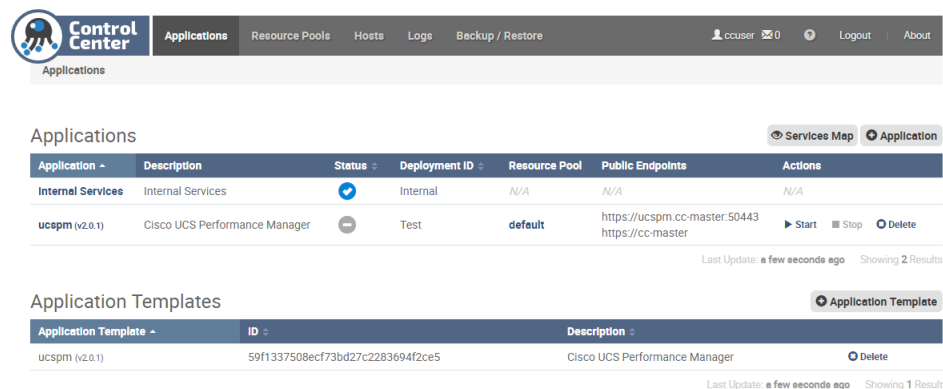 Control Center
Applications Resource Pools Hosts Logs Backup / Restore ccuser 0 Logout About
Applications
Applications Services Map Application
Application Description Status Deployment ID Resource Pool Public Endpoints Actions
Internal Services Internal Services Internal N/A N/A N/A
ucspm (v2.0.1) Cisco UCS Performance Manager Test default https://ucspm.cc-master:50443 Start Stop Delete
https://cc-master
Last Update: a few seconds ago Showing 2 Results
Application Templates Application Template
Application Template ID Description
ucspm (v2.0.1) 59f1337508ecf73bd27c2283694f2ce5 Cisco UCS Performance Manager Delete
Last Update: a few seconds ago Showing 1 Result